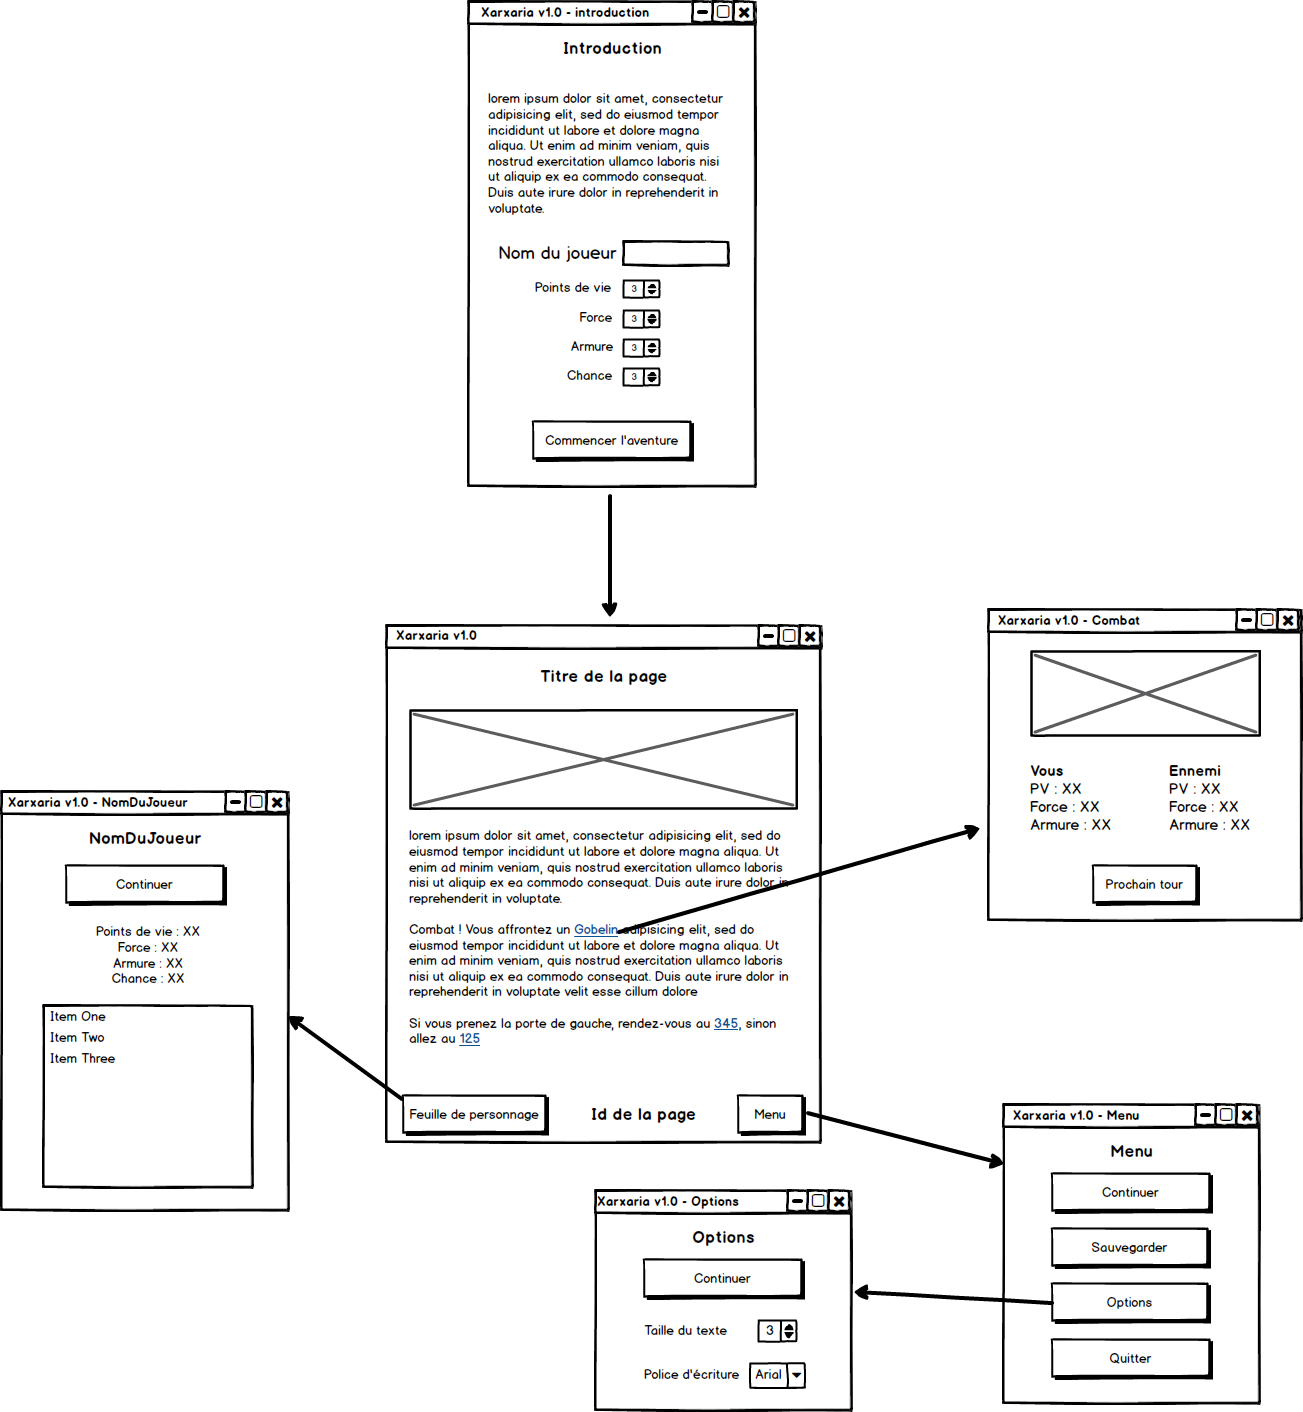 Xarxaria v1.0 - introduction
Introduction
lorem ipsum dolor sit amet, consectetur
adipisicing elit, sed do eiusmod tempor
incididunt ut labore et dolore magna
aliqua. Ut enim ad minim veniam, quis
nostrud exercitation ullamco laboris nisi
ut aliquip ex ea commodo consequat.
Duis aute irure dolor in reprehenderit in
voluptate.
Nom du joueur
Points de vie 3
Force 3
Armure 3
Chance 3
Commencer l'aventure
Xarxaria v1.0
Titre de la page
lorem ipsum dolor sit amet, consectetur adipisicing elit, sed do
eiusmod tempor incididunt ut labore et dolore magna aliqua. Ut
enim ad minim veniam, quis nostrud exercitation ullamco laboris
nisi ut aliquip ex ea commodo consequat. Duis aute irure dolor in
reprehenderit in voluptate.
Combat ! Vous affrontez un Gobelin adipisicing elit, sed do
eiusmod tempor incididunt ut labore et dolore magna aliqua. Ut
enim ad minim veniam, quis nostrud exercitation ullamco laboris
nisi ut aliquip ex ea commodo consequat. Duis aute irure dolor in
reprehenderit in voluptate velit esse cillum dolore
Si vous prenez la porte de gauche, rendez-vous au 345, sinon
allez au 125
Feuille de personnage
Id de la page
Menu
Xarxaria v1.0 - Combat
Vous
PV : XX
Force : XX
Armure : XX
Ennemi
PV : XX
Force : XX
Armure : XX
Prochain tour
Xarxaria v1.0 - NomDuJoueur
NomDuJoueur
Continuer
Points de vie : XX
Force : XX
Armure : XX
Chance : XX
Item One
Item Two
Item Three
Xarxaria v1.0 - Menu
Menu
Continuer
Sauvegarder
Options
Quitter
Xarxaria v1.0 - Options
Options
Continuer
Taille du texte 3
Police d'écriture Arial